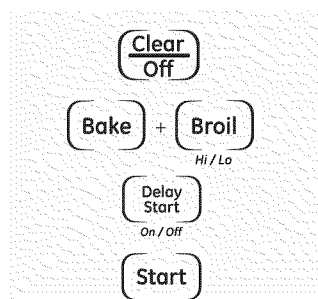 Clear
Off
Bake + Broil
Hi / Lo
Delay
Start
On / Off
Start